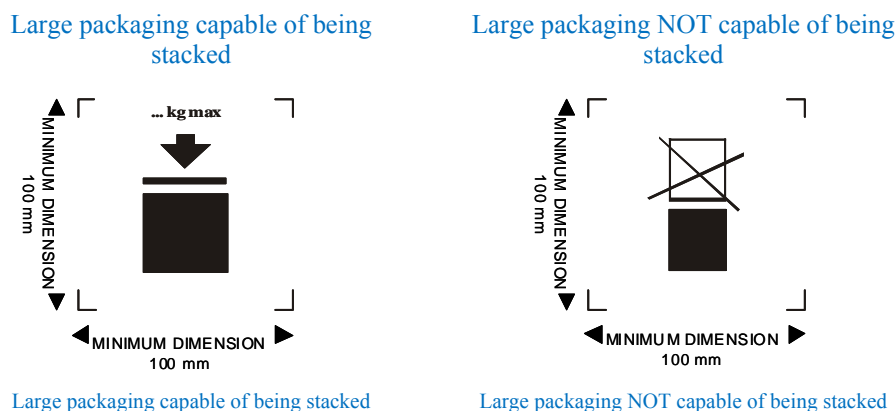 Large packaging capable of being
stacked
... kg max
MINIMUM DIMENSION
100 mm
MINIMUM DIMENSION
100 mm
Large packaging capable of being stacked
Large packaging NOT capable of being
stacked
MINIMUM DIMENSION
100 mm
MINIMUM DIMENSION
100 mm
Large packaging NOT capable of being stacked